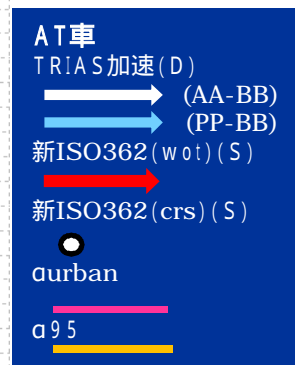 AT車
TRIAS加速(D)
(AA-BB)
(PP-BB)
新ISO362(wot)(S)
新ISO362(crs)(S)
αurban
α95